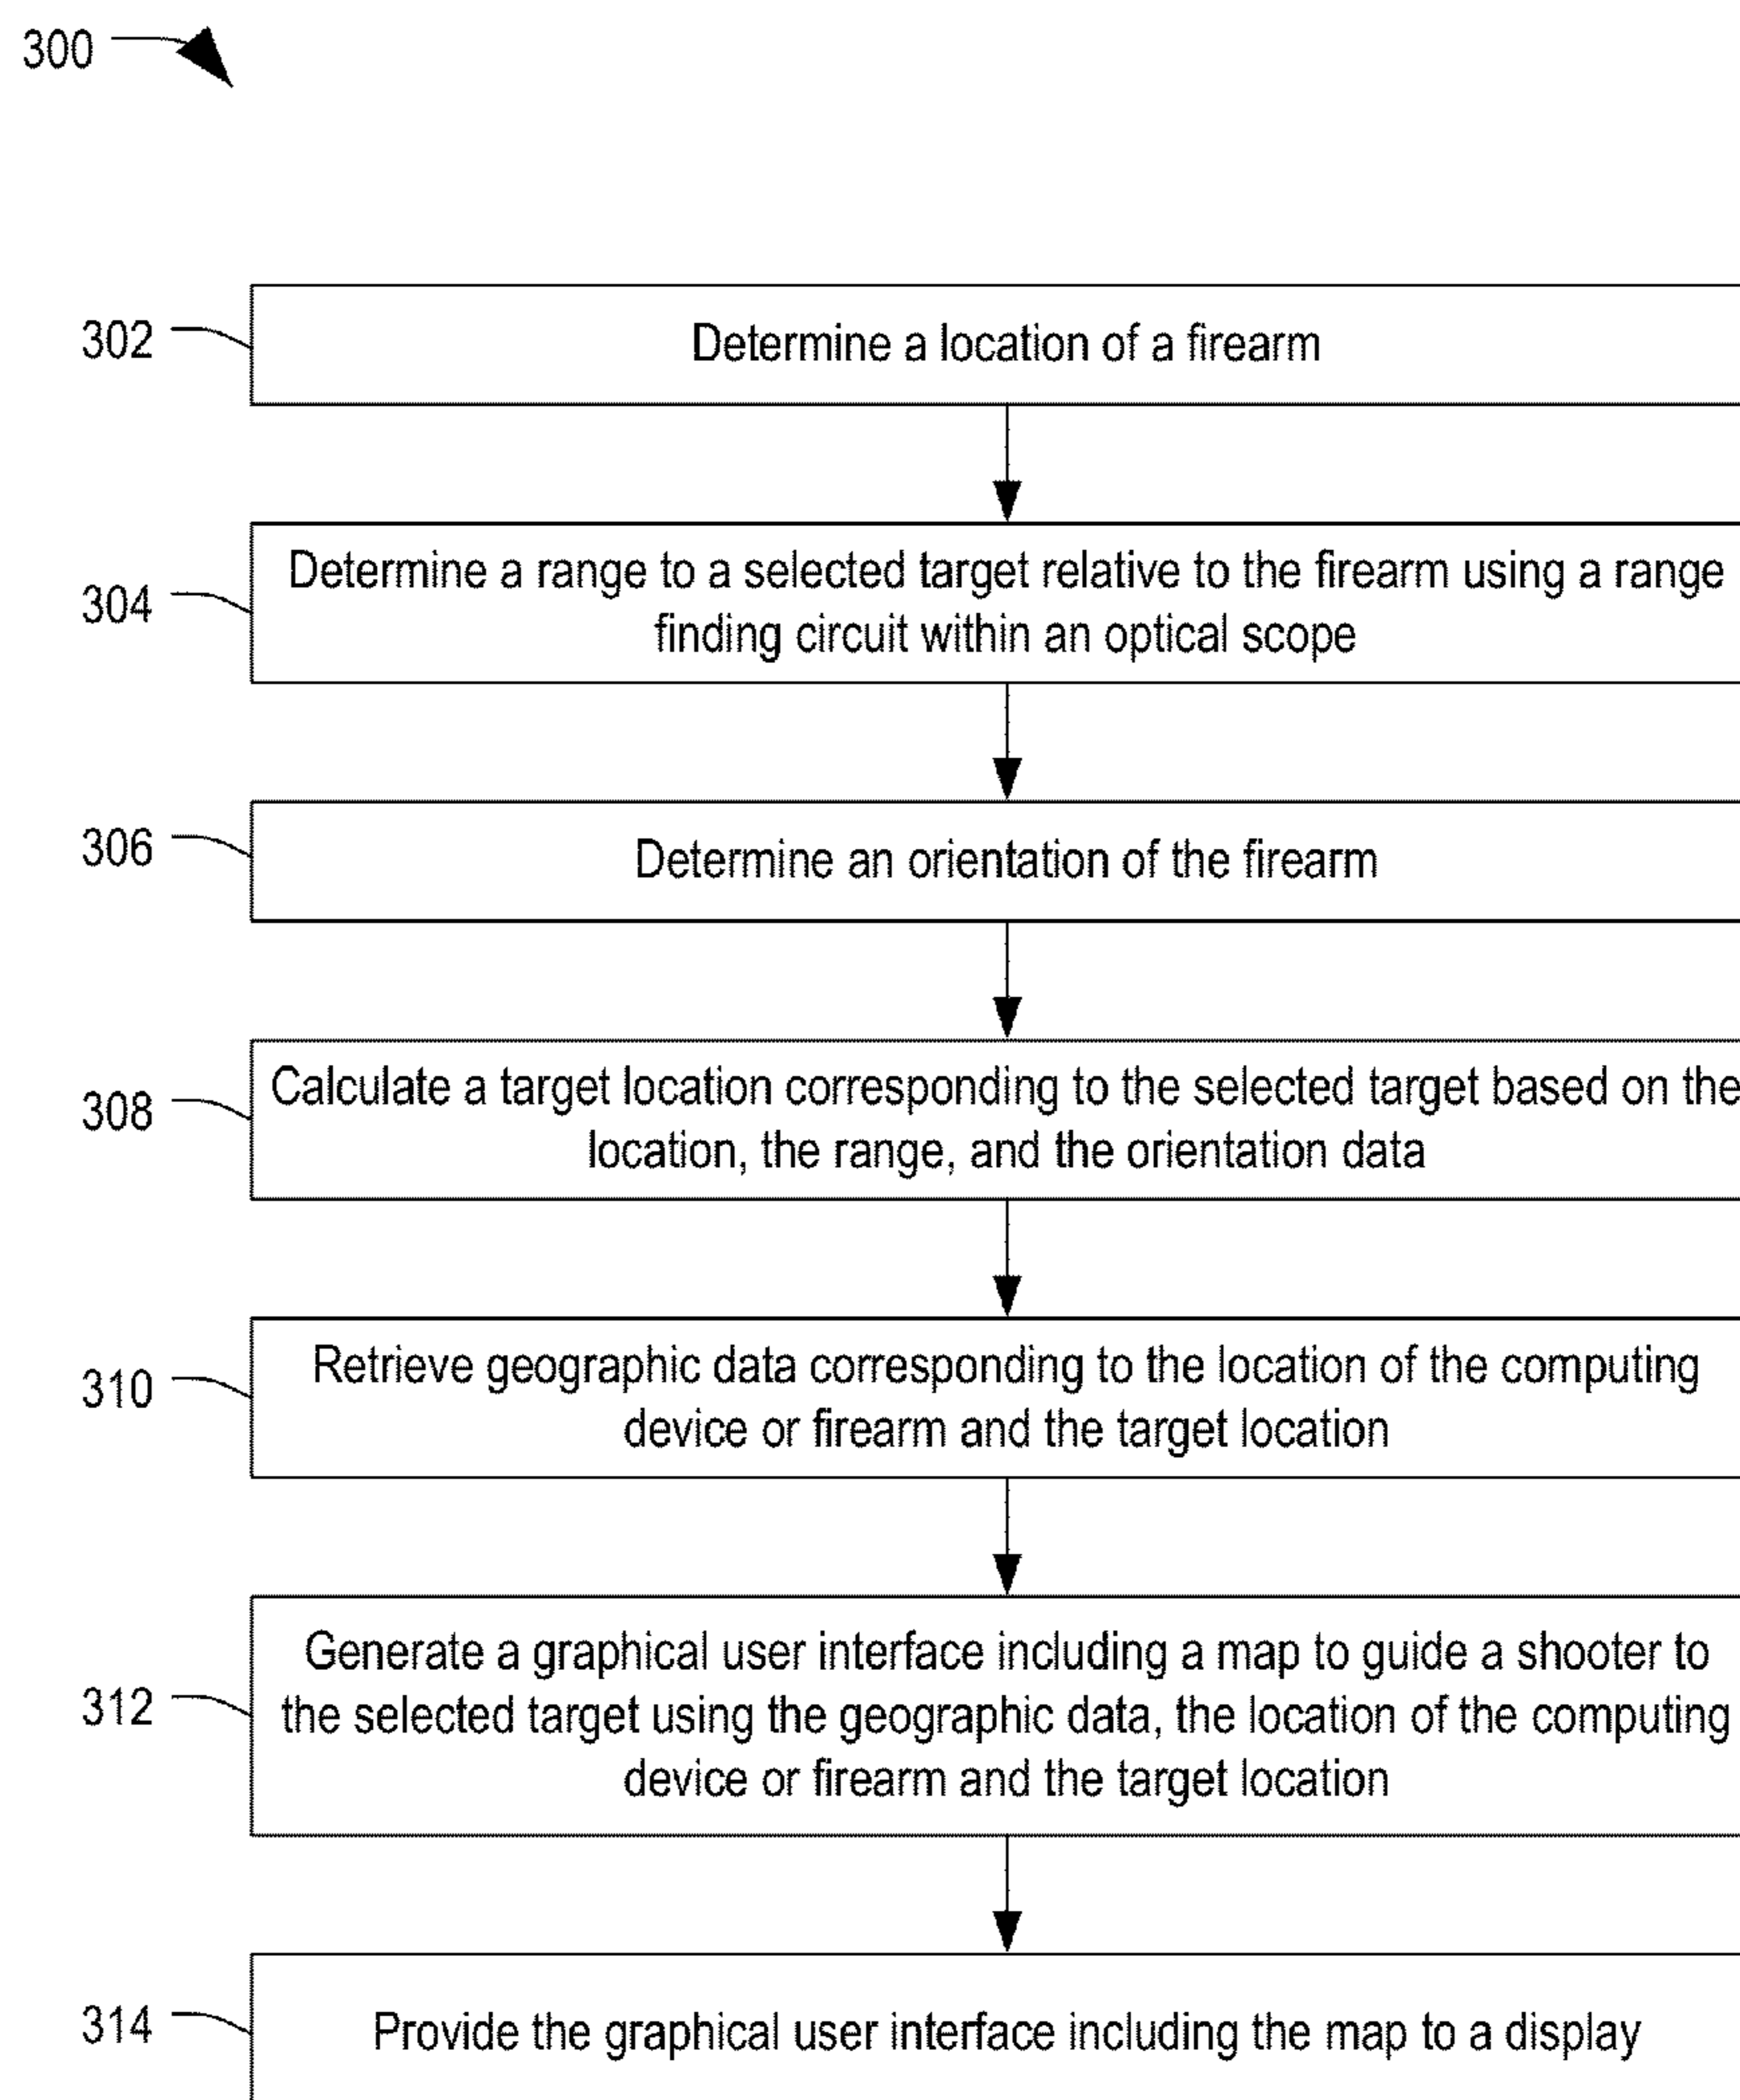 300
302
Determine a location of a firearm
304
Determine a range to a selected target relative to the firearm using a range
finding circuit within an optical scope
306
Determine an orientation of the firearm
308
Calculate a target location corresponding to the selected target based on the
location, the range, and the orientation data
310
Retrieve geographic data corresponding to the location of the computing
device or firearm and the target location
312
Generate a graphical user interface including a map to guide a shooter to
the selected target using the geographic data, the location of the computing
device or firearm and the target location
314
Provide the graphical user interface including the map to a display